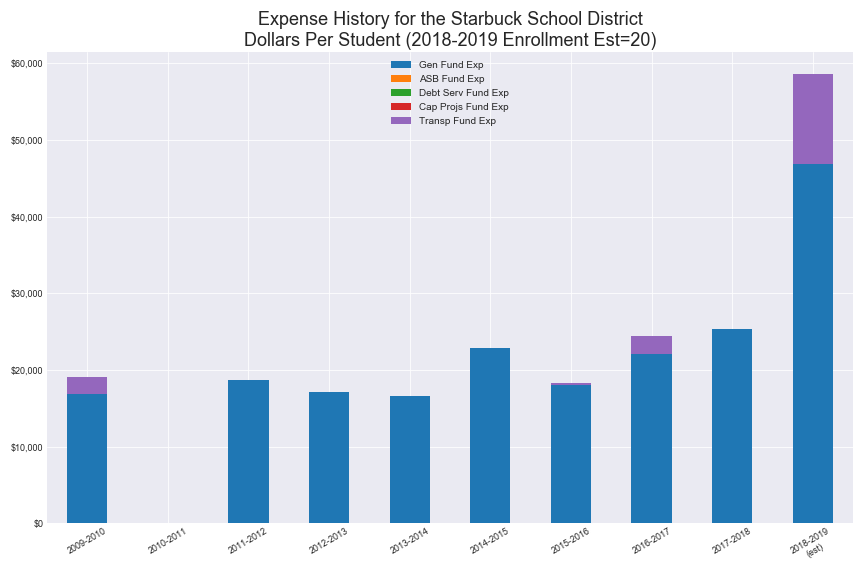 Expense History for the Starbuck School District
Dollars Per Student (2018-2019 Enrollment Est=20)
Gen Fund Exp
ASB Fund Exp
Debt Serv Fund Exp
Cap Projs Fund Exp
Transp Fund Exp
$60,000
$50,000
$40,000
$30,000
$20,000
$10,000
$0
2009-2010
2010-2011
2011-2012
2012-2013
2013-2014
2014-2015
2015-2016
2016-2017
2017-2018
2018-2019
(est)